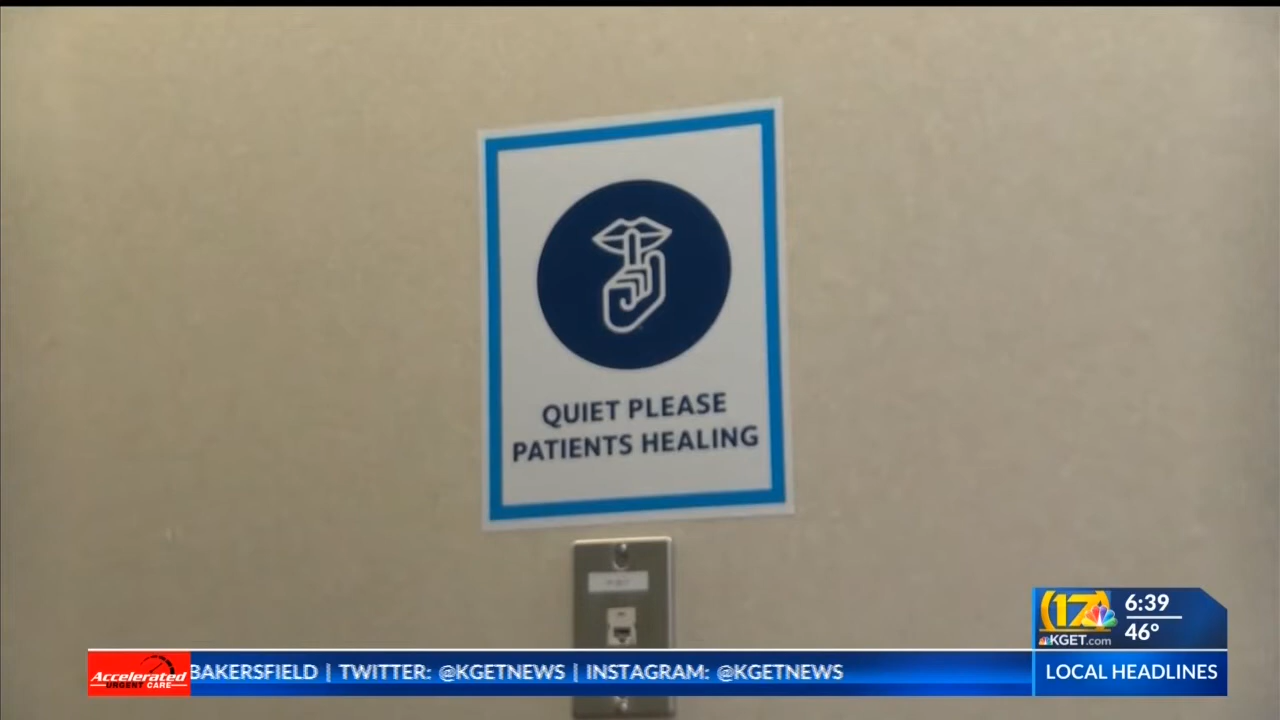 QUIET PLEASE
PATIENTS HEALING
17
6:39
KGET.com
46°
Accelerated
URGENT CARE
BAKERSFIELD | TWITTER: @KGETNEWS | INSTAGRAM: @KGETNEWS
LOCAL HEADLINES